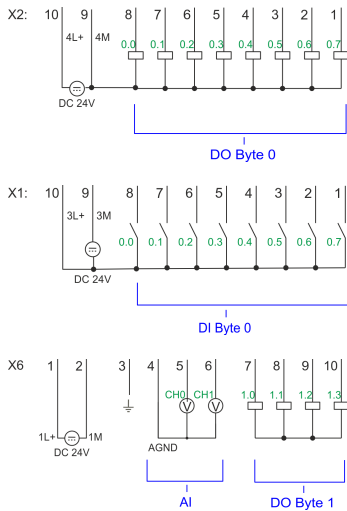 X2: 10 9 8 7 6 5 4 3 2 1
4L+ 4M 0.0 0.1 0.2 0.3 0.4 0.5 0.6 0.7
DC 24V
DO Byte 0
X1: 10 9 8 7 6 5 4 3 2 1
3L+ 3M 0.0 0.1 0.2 0.3 0.4 0.5 0.6 0.7
DC 24V
DI Byte 0
X6 1 2 3 4 5 6 7 8 9 10
CH0 CH1 1.0 1.1 1.2 1.3
1L+ 1M
DC 24V
AGND
V V
AI DO Byte 1